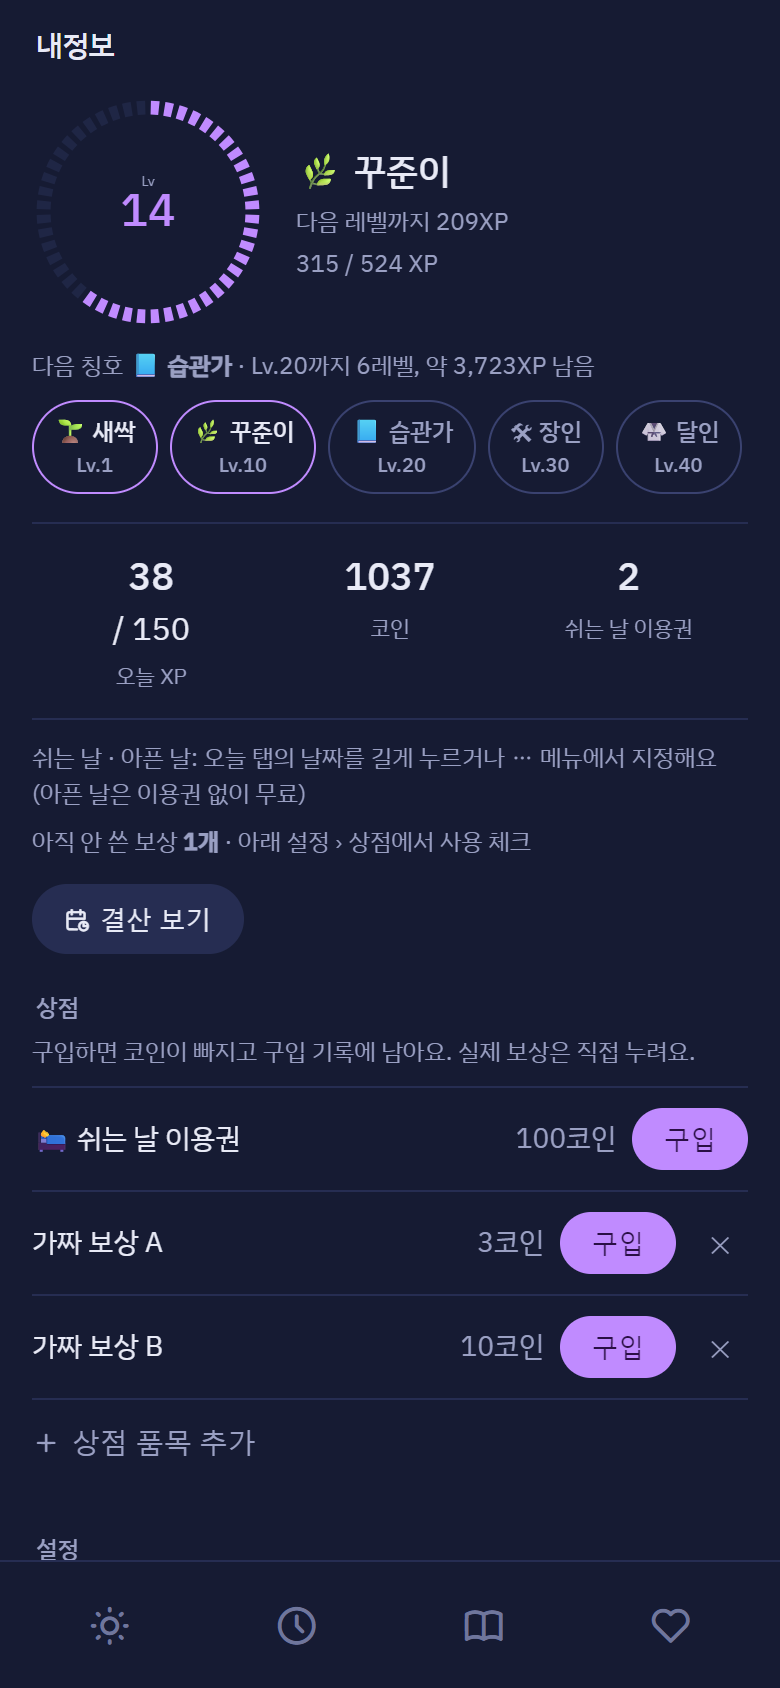 내정보
Lv
14
🌿 꾸준이
다음 레벨까지 209XP
315 / 524 XP
다음 칭호 📘 습관가 · Lv.20까지 6레벨, 약 3,723XP 남음
🌱 새싹
Lv.1
🌿 꾸준이
Lv.10
📘 습관가
Lv.20
🛠 장인
Lv.30
🥋 달인
Lv.40
38
/ 150
오늘 XP
1037
코인
2
쉬는 날 이용권
쉬는 날 · 아픈 날: 오늘 탭의 날짜를 길게 누르거나 ⋯ 메뉴에서 지정해요
(아픈 날은 이용권 없이 무료)
아직 안 쓴 보상 1개 · 아래 설정 › 상점에서 사용 체크
결산 보기
상점
구입하면 코인이 빠지고 구입 기록에 남아요. 실제 보상은 직접 누려요.
🛌 쉬는 날 이용권 100코인 구입
가짜 보상 A 3코인 구입 ×
가짜 보상 B 10코인 구입 ×
+ 상점 품목 추가
설정